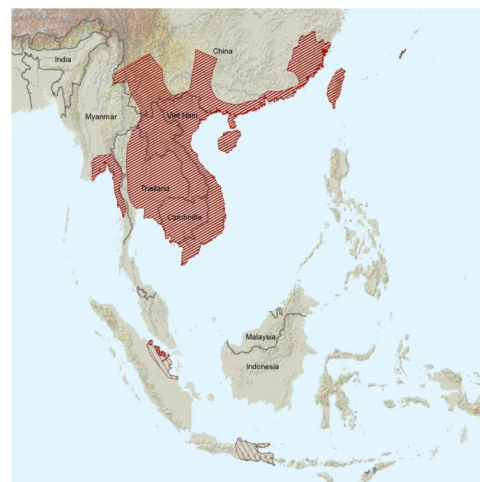 China
India
Myanmar
Viet Nam
Thailand
Cambodia
Malaysia
Indonesia